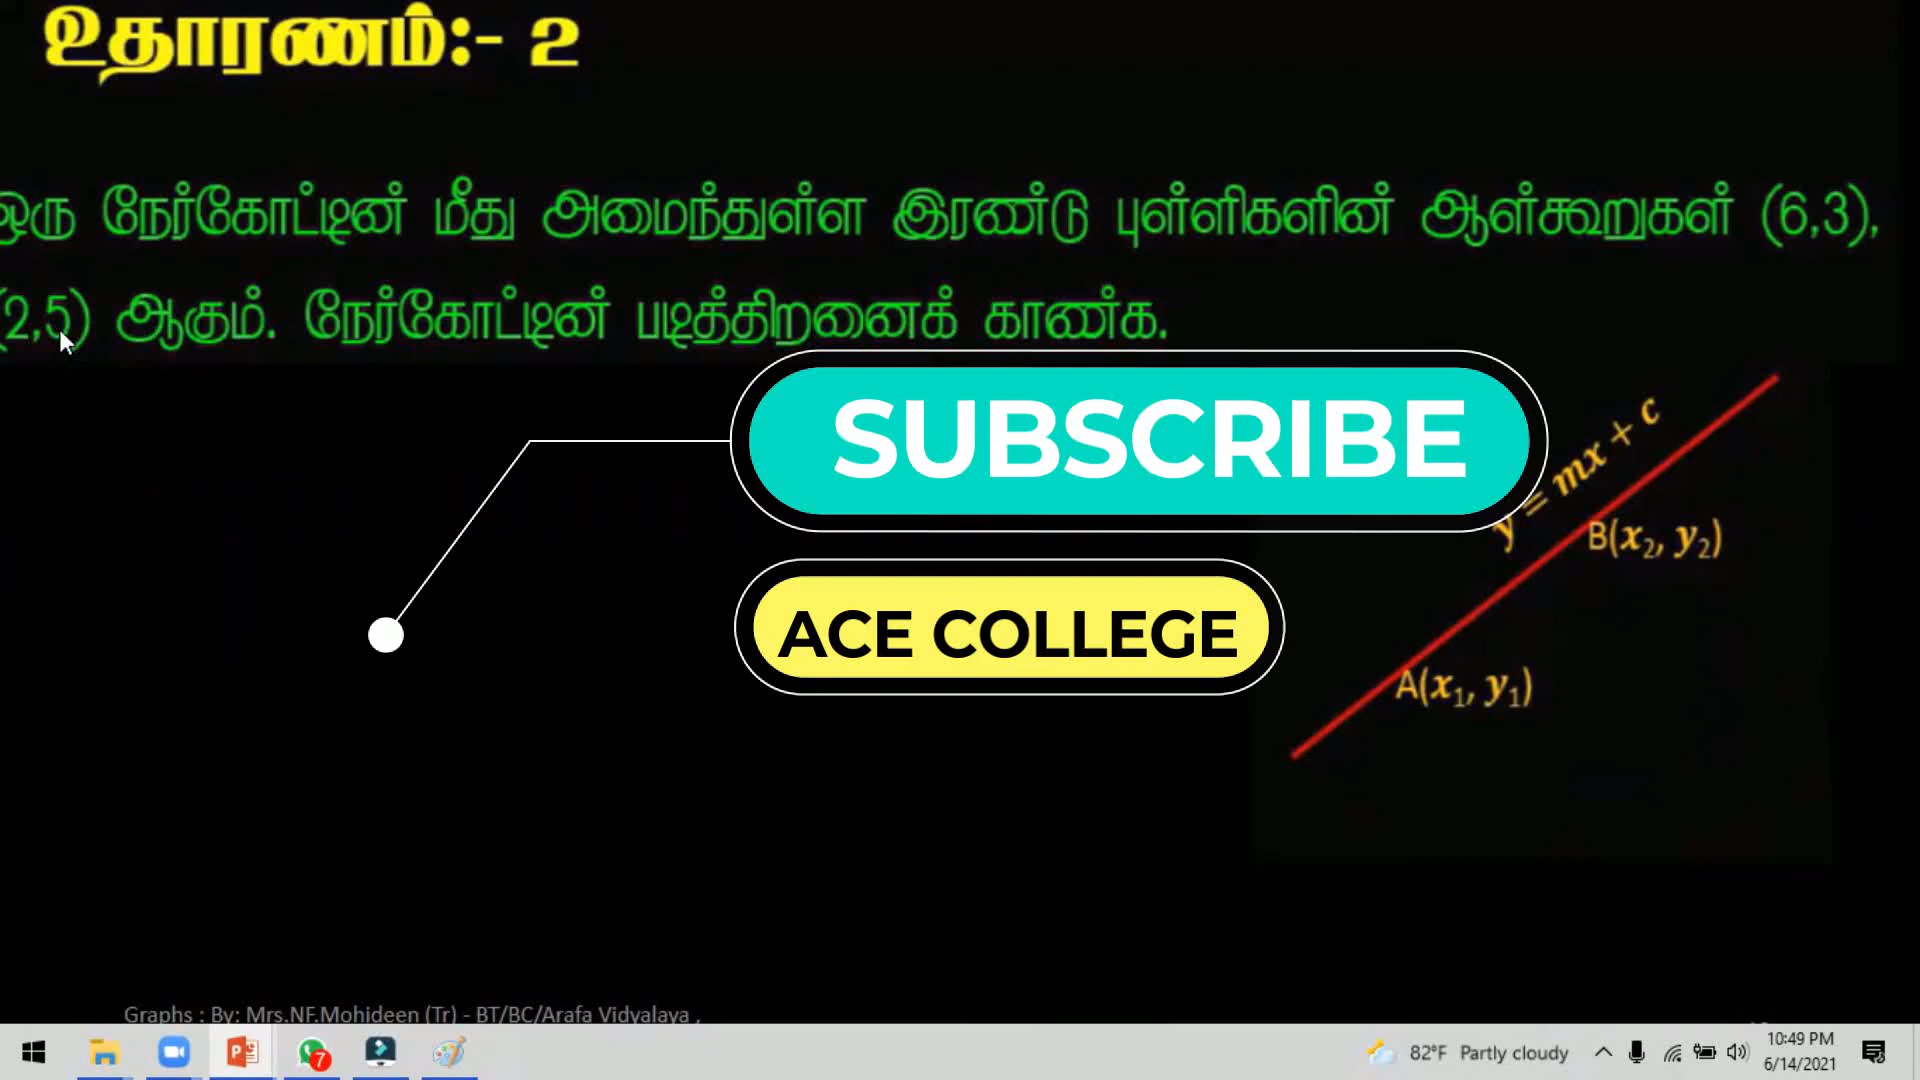 உதாரணம்:- 2
ஒரு நேர்கோட்டின் மீது அமைந்துள்ள இரண்டு புள்ளிகளின் ஆள்கூறுகள் (6,3),
(2,5) ஆகும். நேர்கோட்டின் படித்திறனைக் காண்க.
SUBSCRIBE
y = mx + c
B(x₂, y₂)
ACE COLLEGE
A(x₁, y₁)
Graphs : By: Mrs.NF.Mohideen (Tr) - BT/BC/Arafa Vidyalaya ,
7
82°F Partly cloudy
10:49 PM
6/14/2021